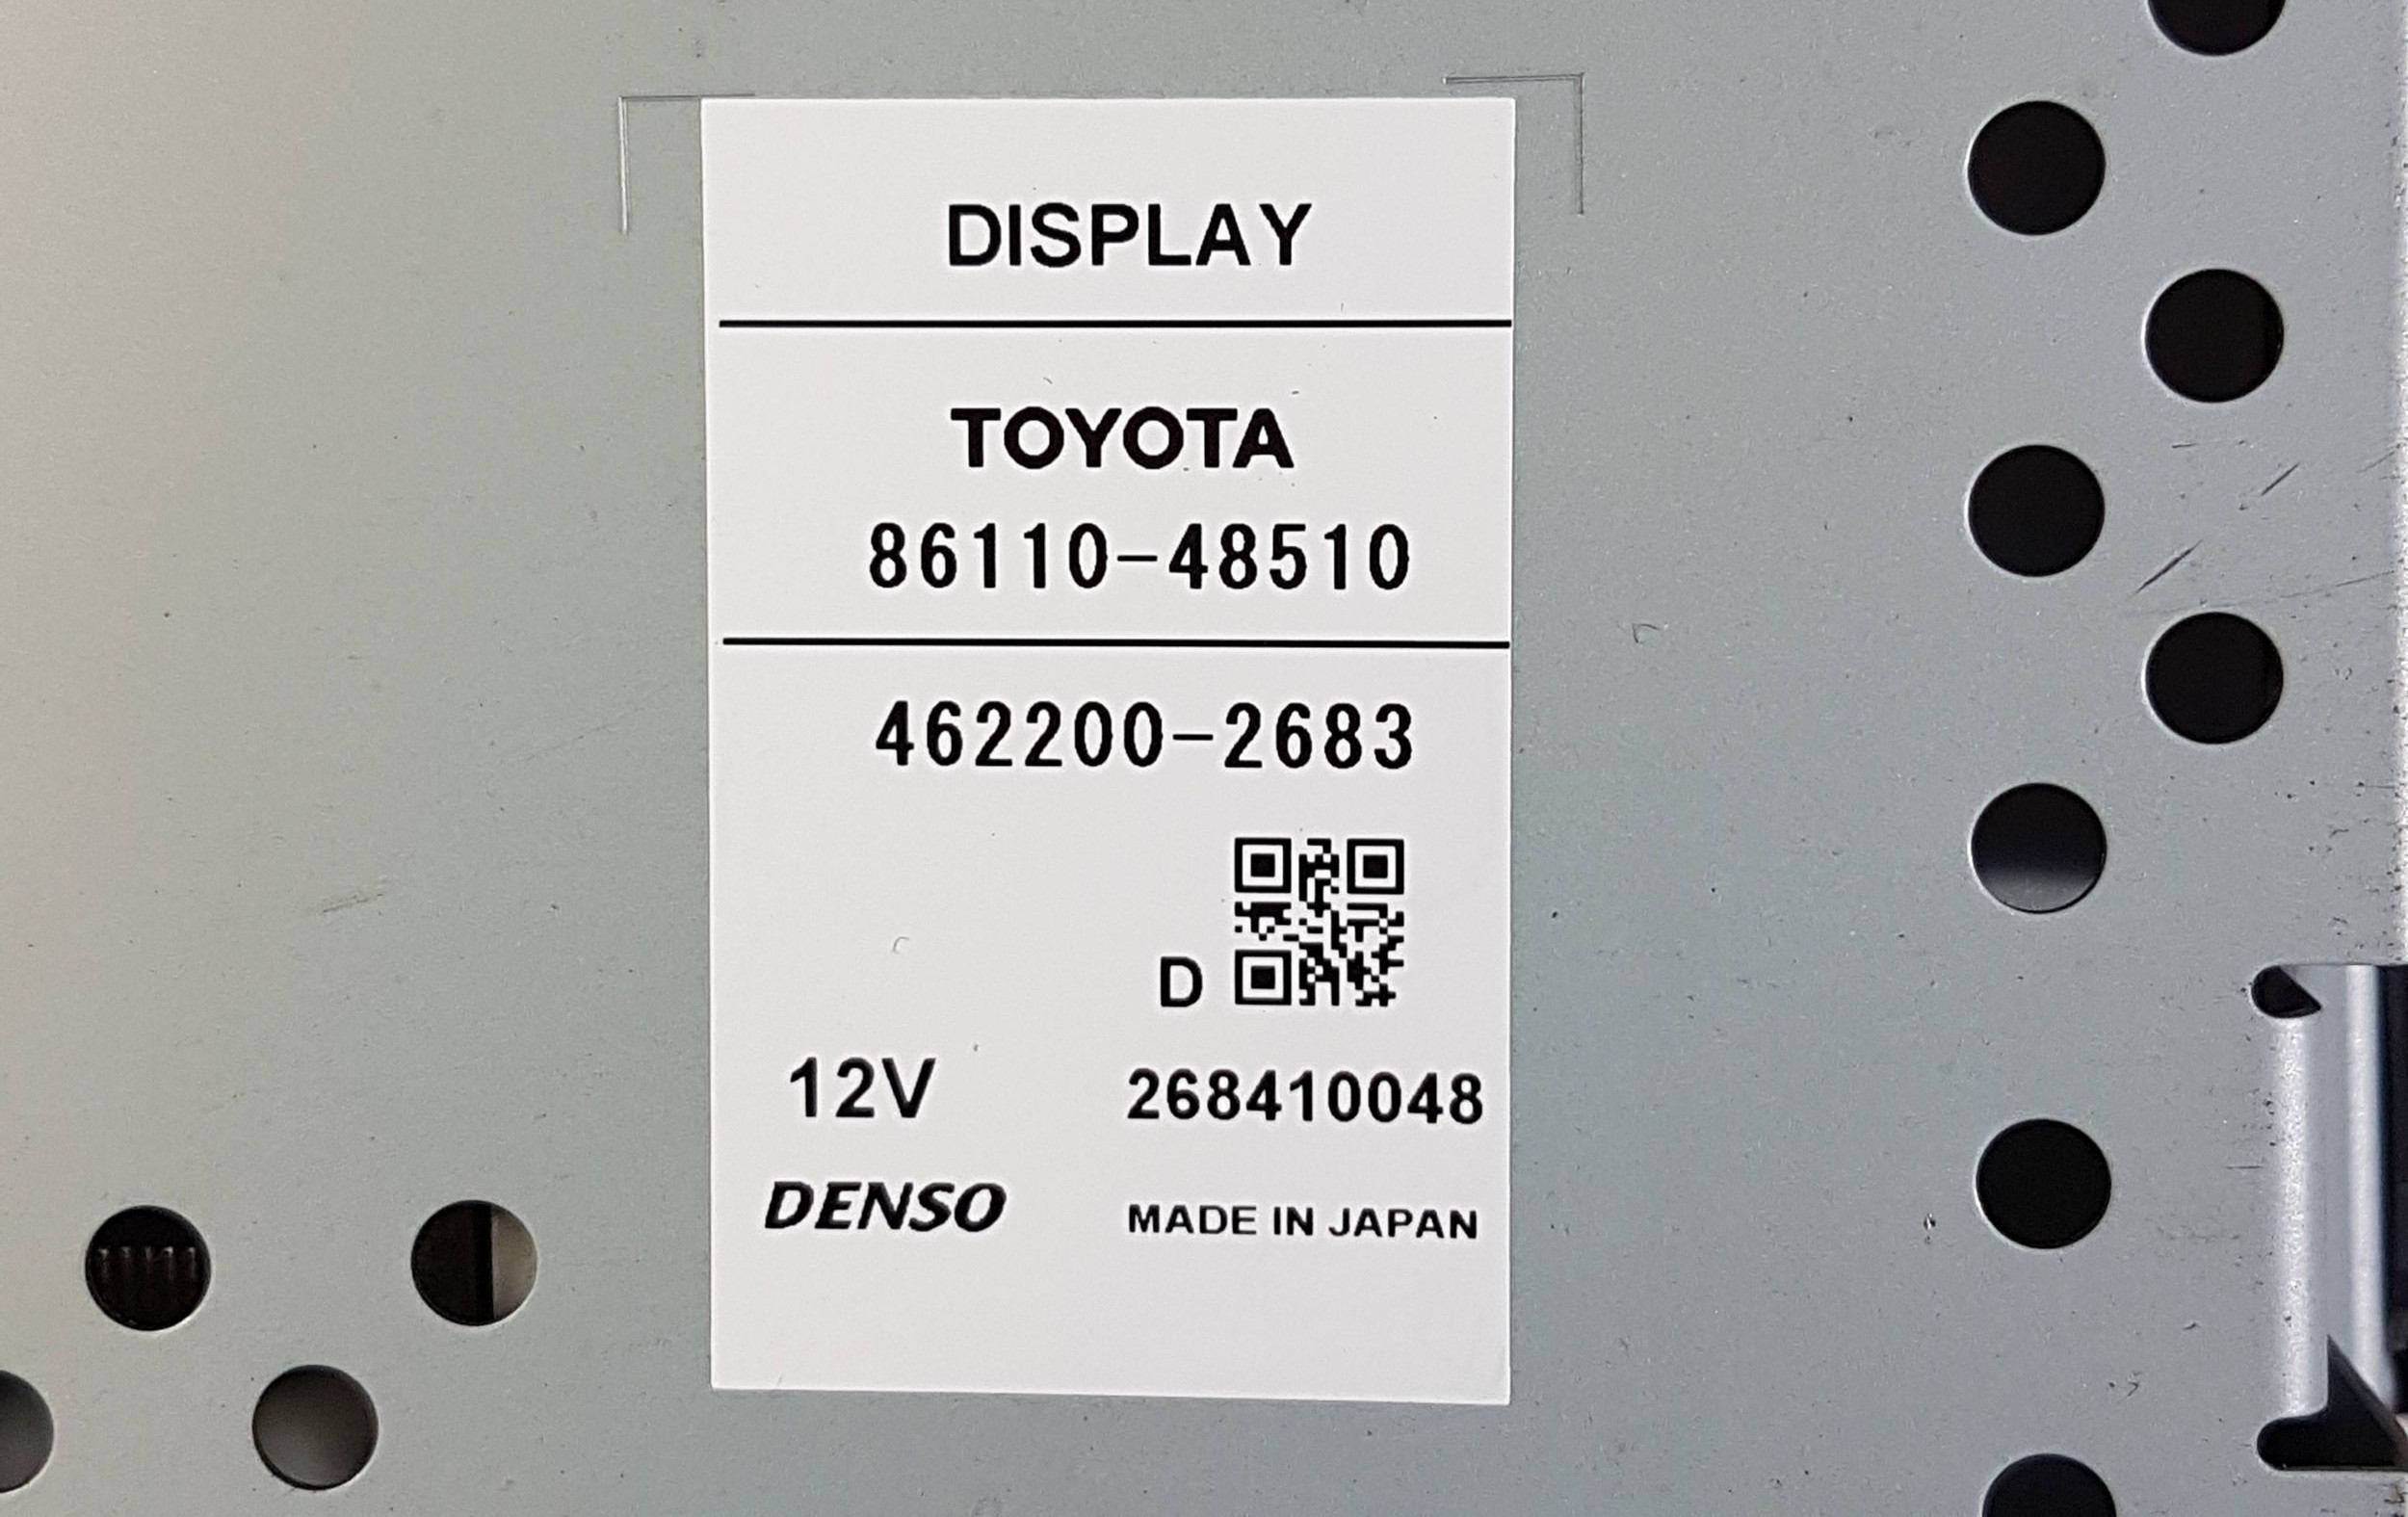 DISPLAY
TOYOTA
86110-48510
462200-2683
D
12V 268410048
DENSO MADE IN JAPAN